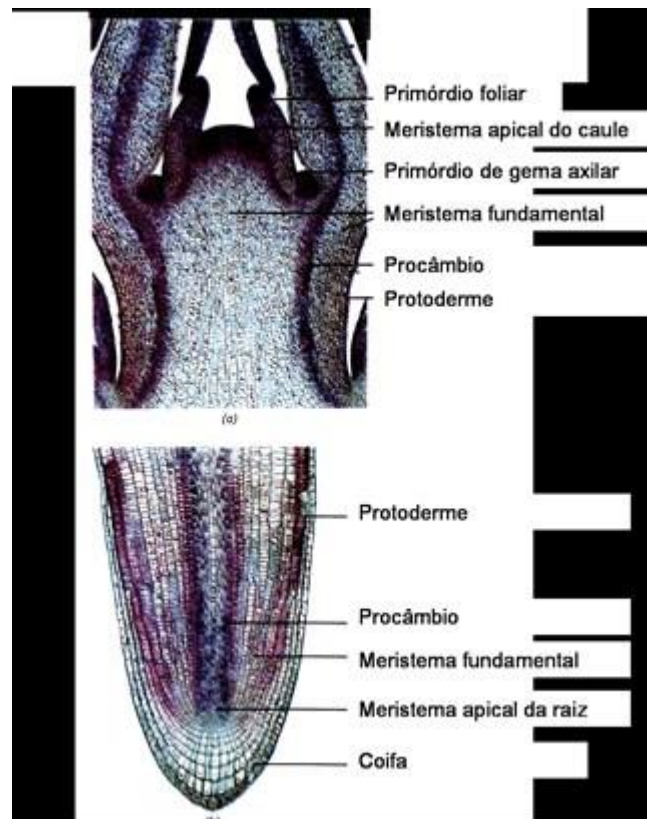 Primórdio foliar
Meristema apical do caule
Primórdio de gema axilar
Meristema fundamental
Procâmbio
Protoderme
(a)
Protoderme
Procâmbio
Meristema fundamental
Meristema apical da raiz
Coifa